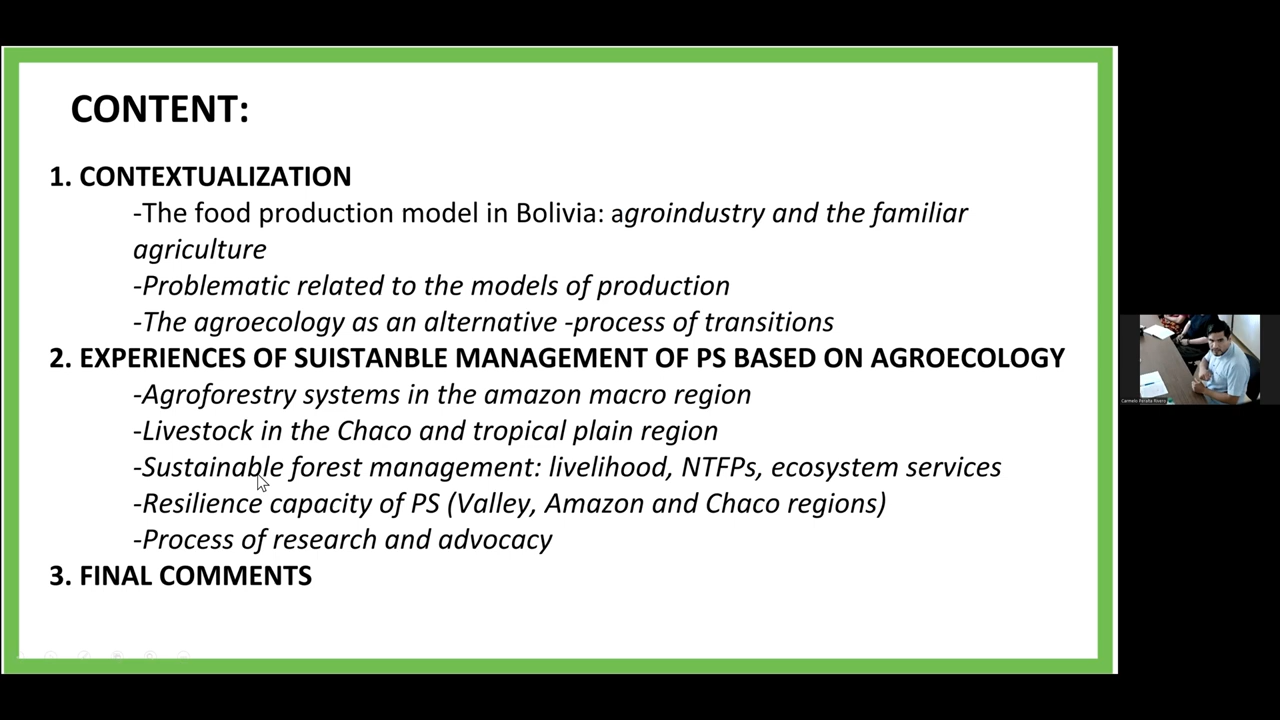 CONTENT:
1. CONTEXTUALIZATION
-The food production model in Bolivia: agroindustry and the familiar
agriculture
-Problematic related to the models of production
-The agroecology as an alternative -process of transitions
2. EXPERIENCES OF SUISTANBLE MANAGEMENT OF PS BASED ON AGROECOLOGY
-Agroforestry systems in the amazon macro region
-Livestock in the Chaco and tropical plain region
-Sustainable forest management: livelihood, NTFPs, ecosystem services
-Resilience capacity of PS (Valley, Amazon and Chaco regions)
-Process of research and advocacy
3. FINAL COMMENTS
Carmelo Peralta Rivera